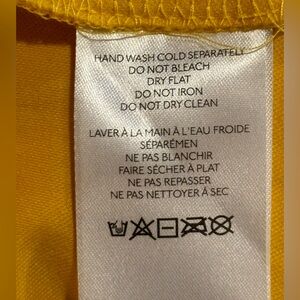 HAND WASH COLD SEPARATELY
DO NOT BLEACH
DRY FLAT
DO NOT IRON
DO NOT DRY CLEAN
LAVER À LA MAIN À L'EAU FROIDE
SÉPARÉMEN
NE PAS BLANCHIR
FAIRE SÉCHER À PLAT
NE PAS REPASSER
NE PAS NETTOYER À SEC